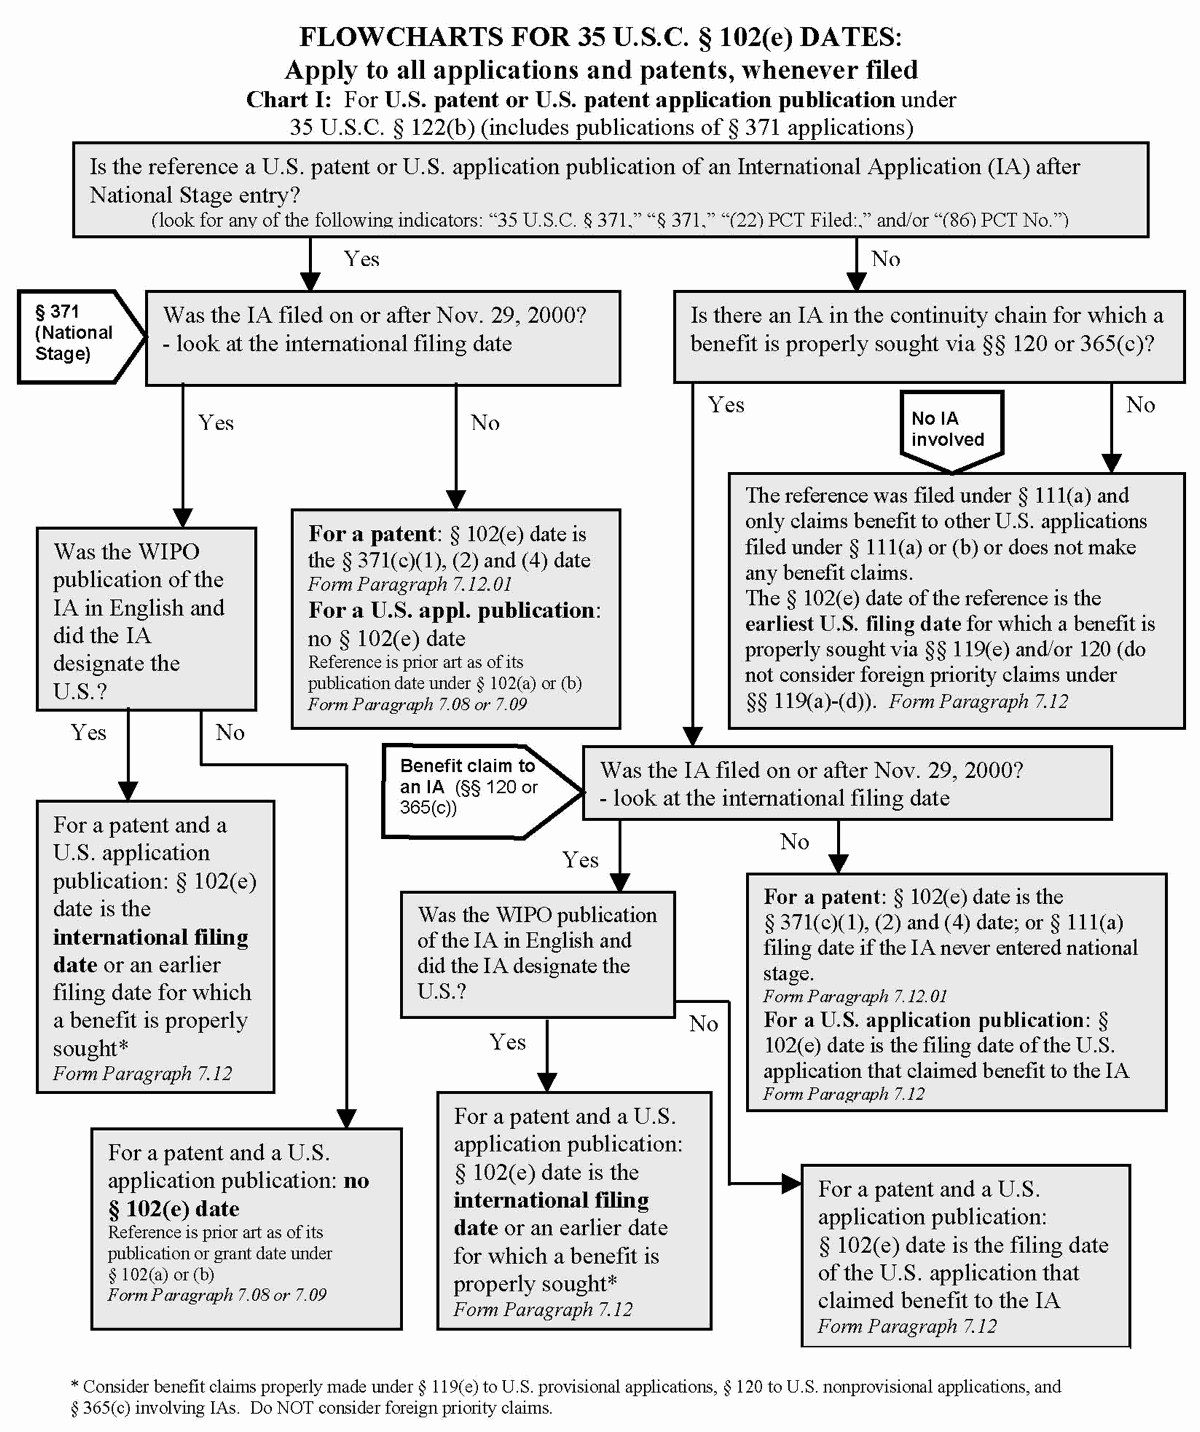 FLOWCHARTS FOR 35 U.S.C. § 102(e) DATES:
Apply to all applications and patents, whenever filed
Chart I: For U.S. patent or U.S. patent application publication under
35 U.S.C. § 122(b) (includes publications of § 371 applications)
Is the reference a U.S. patent or U.S. application publication of an International Application (IA) after
National Stage entry?
(look for any of the following indicators: “35 U.S.C. § 371,” “§ 371,” “(22) PCT Filed:,” and/or “(86) PCT No.”)
Yes
No
§ 371
(National
Stage)
Was the IA filed on or after Nov. 29, 2000?
- look at the international filing date
Is there an IA in the continuity chain for which a
benefit is properly sought via §§ 120 or 365(c)?
Yes
No
Yes
No
No IA
involved
Was the WIPO
publication of the
IA in English and
did the IA
designate the
U.S.?
For a patent: § 102(e) date is
the § 371(c)(1), (2) and (4) date
Form Paragraph 7.12.01
For a U.S. appl. publication:
no § 102(e) date
Reference is prior art as of its
publication date under § 102(a) or (b)
Form Paragraph 7.08 or 7.09
The reference was filed under § 111(a) and
only claims benefit to other U.S. applications
filed under § 111(a) or (b) or does not make
any benefit claims.
The § 102(e) date of the reference is the
earliest U.S. filing date for which a benefit is
properly sought via §§ 119(e) and/or 120 (do
not consider foreign priority claims under
§§ 119(a)-(d)). Form Paragraph 7.12
Yes
No
Benefit claim to
an IA (§§ 120 or
365(c))
Was the IA filed on or after Nov. 29, 2000?
- look at the international filing date
Yes
No
For a patent and a
U.S. application
publication: § 102(e)
date is the
international filing
date or an earlier
filing date for which
a benefit is properly
sought*
Form Paragraph 7.12
Was the WIPO publication
of the IA in English and
did the IA designate the
U.S.?
For a patent: § 102(e) date is the
§ 371(c)(1), (2) and (4) date; or § 111(a)
filing date if the IA never entered national
stage.
Form Paragraph 7.12.01
For a U.S. application publication: §
102(e) date is the filing date of the U.S.
application that claimed benefit to the IA
Form Paragraph 7.12
Yes
No
For a patent and a U.S.
application publication: no
§ 102(e) date
Reference is prior art as of its
publication or grant date under
§ 102(a) or (b)
Form Paragraph 7.08 or 7.09
For a patent and a U.S.
application publication:
§ 102(e) date is the
international filing
date or an earlier date
for which a benefit is
properly sought*
Form Paragraph 7.12
For a patent and a U.S.
application publication:
§ 102(e) date is the filing date
of the U.S. application that
claimed benefit to the IA
Form Paragraph 7.12
* Consider benefit claims properly made under § 119(e) to U.S. provisional applications, § 120 to U.S. nonprovisional applications, and
§ 365(c) involving IAs. Do NOT consider foreign priority claims.